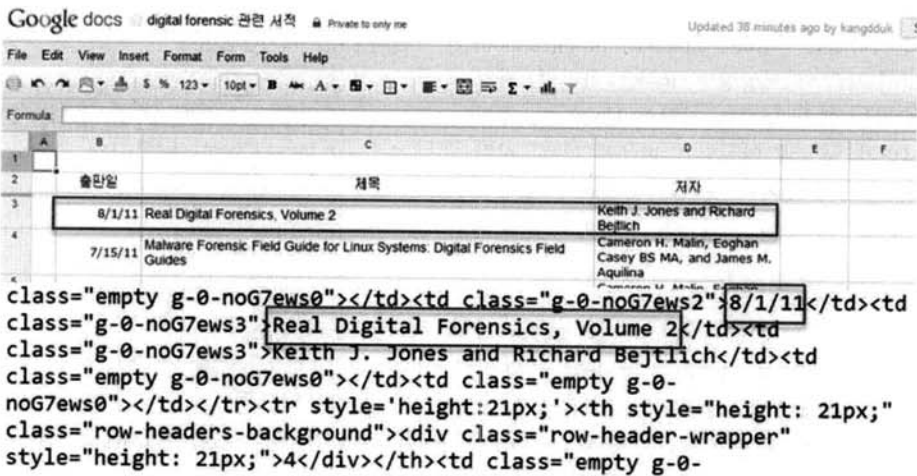 Google docs digital forensic 관련 서적 Private to only me Updated 38 minutes ago by kangdduk
File Edit View Insert Format Form Tools Help
$ % 123 10pt B Abc A Σ
Formula:
A B C D E F
1
2 출판일 제목 저자
3 8/1/11 Real Digital Forensics, Volume 2 Keith J. Jones and Richard
Bejtlich
4 7/15/11 Malware Forensic Field Guide for Linux Systems: Digital Forensics Field
Guides Cameron H. Malin, Eoghan
Casey BS MA, and James M.
Aquilina
class="empty g-0-noG7ews0"></td><td class="g-0-noG7ews2">8/1/11</td><td
class="g-0-noG7ews3">Real Digital Forensics, Volume 2</td><td
class="g-0-noG7ews3">Keith J. Jones and Richard Bejtlich</td><td
class="empty g-0-noG7ews0"></td><td class="empty g-0-
noG7ews0"></td></tr><tr style='height:21px;'><th style="height: 21px;"
class="row-headers-background"><div class="row-header-wrapper"
style="height: 21px;">4</div></th><td class="empty g-0-